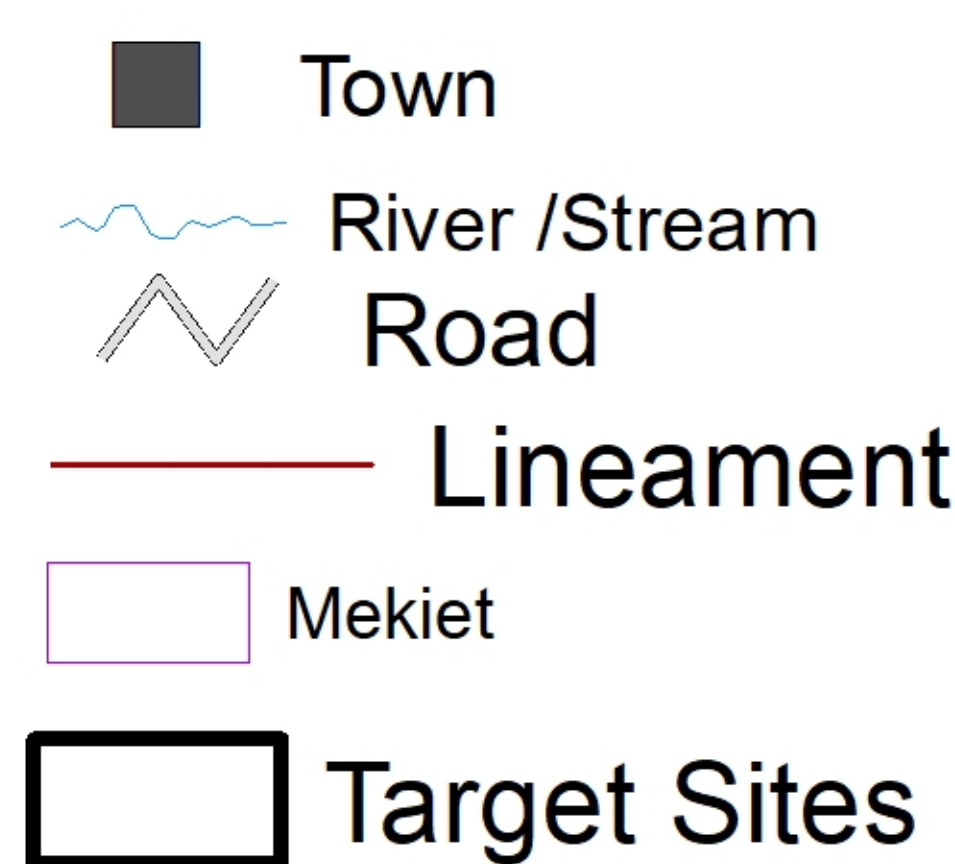 Town
River /Stream
Road
Lineament
Mekiet
Target Sites